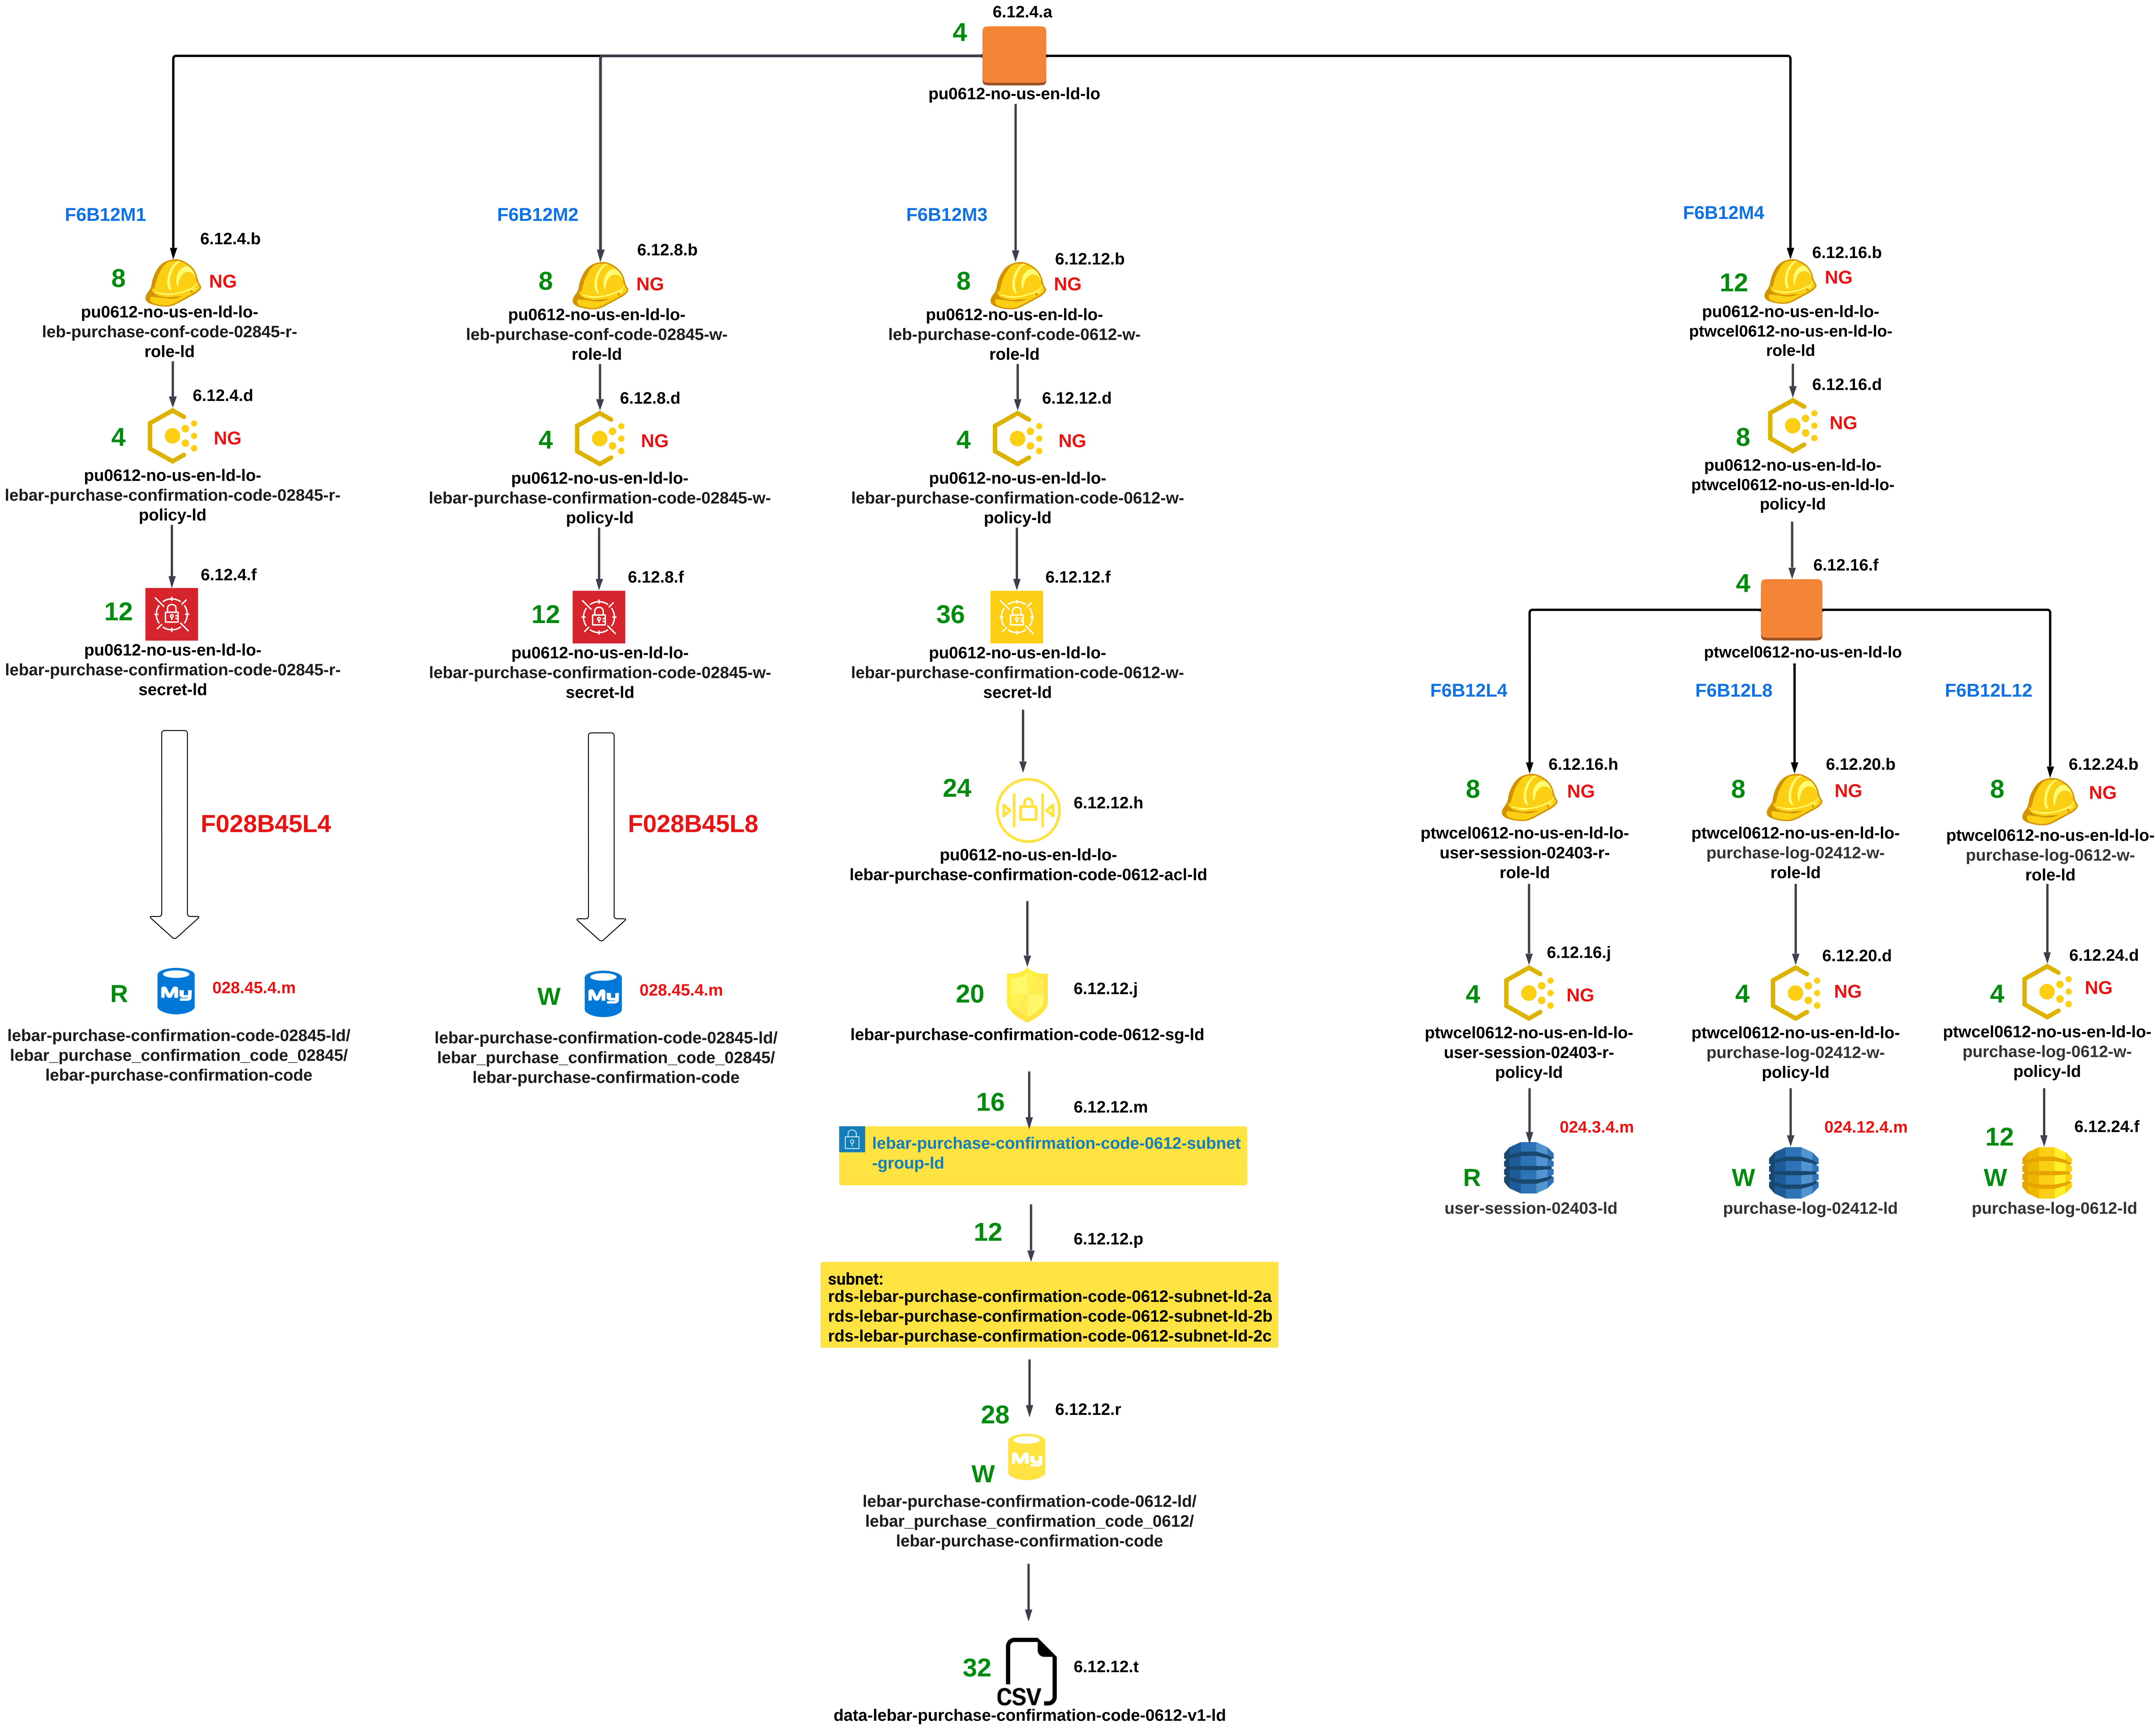 6.12.4.a
4
pu0612-no-us-en-ld-lo
F6B12M1
6.12.4.b
8
NG
pu0612-no-us-en-ld-lo-
leb-purchase-conf-code-02845-r-
role-ld
6.12.4.d
4
NG
pu0612-no-us-en-ld-lo-
lebar-purchase-confirmation-code-02845-r-
policy-ld
6.12.4.f
12
pu0612-no-us-en-ld-lo-
lebar-purchase-confirmation-code-02845-r-
secret-ld
F028B45L4
R
My
028.45.4.m
lebar-purchase-confirmation-code-02845-ld/
lebar_purchase_confirmation_code_02845/
lebar-purchase-confirmation-code
F6B12M2
6.12.8.b
8
NG
pu0612-no-us-en-ld-lo-
leb-purchase-conf-code-02845-w-
role-ld
6.12.8.d
4
NG
pu0612-no-us-en-ld-lo-
lebar-purchase-confirmation-code-02845-w-
policy-ld
6.12.8.f
12
pu0612-no-us-en-ld-lo-
lebar-purchase-confirmation-code-02845-w-
secret-ld
F028B45L8
W
My
028.45.4.m
lebar-purchase-confirmation-code-02845-ld/
lebar_purchase_confirmation_code_02845/
lebar-purchase-confirmation-code
F6B12M3
6.12.12.b
8
NG
pu0612-no-us-en-ld-lo-
leb-purchase-conf-code-0612-w-
role-ld
6.12.12.d
4
NG
pu0612-no-us-en-ld-lo-
lebar-purchase-confirmation-code-0612-w-
policy-ld
6.12.12.f
36
pu0612-no-us-en-ld-lo-
lebar-purchase-confirmation-code-0612-w-
secret-ld
24
6.12.12.h
pu0612-no-us-en-ld-lo-
lebar-purchase-confirmation-code-0612-acl-ld
20
6.12.12.j
lebar-purchase-confirmation-code-0612-sg-ld
16
6.12.12.m
lebar-purchase-confirmation-code-0612-subnet
-group-ld
12
6.12.12.p
subnet:
rds-lebar-purchase-confirmation-code-0612-subnet-ld-2a
rds-lebar-purchase-confirmation-code-0612-subnet-ld-2b
rds-lebar-purchase-confirmation-code-0612-subnet-ld-2c
28
6.12.12.r
W
My
lebar-purchase-confirmation-code-0612-ld/
lebar_purchase_confirmation_code_0612/
lebar-purchase-confirmation-code
32
6.12.12.t
CSV
data-lebar-purchase-confirmation-code-0612-v1-ld
F6B12M4
6.12.16.b
12
NG
pu0612-no-us-en-ld-lo-
ptwcel0612-no-us-en-ld-lo-
role-ld
6.12.16.d
8
NG
pu0612-no-us-en-ld-lo-
ptwcel0612-no-us-en-ld-lo-
policy-ld
6.12.16.f
4
ptwcel0612-no-us-en-ld-lo
F6B12L4
6.12.16.h
8
NG
ptwcel0612-no-us-en-ld-lo-
user-session-02403-r-
role-ld
6.12.16.j
4
NG
ptwcel0612-no-us-en-ld-lo-
user-session-02403-r-
policy-ld
024.3.4.m
R
user-session-02403-ld
F6B12L8
6.12.20.b
8
NG
ptwcel0612-no-us-en-ld-lo-
purchase-log-02412-w-
role-ld
6.12.20.d
4
NG
ptwcel0612-no-us-en-ld-lo-
purchase-log-02412-w-
policy-ld
024.12.4.m
W
purchase-log-02412-ld
F6B12L12
6.12.24.b
8
NG
ptwcel0612-no-us-en-ld-lo-
purchase-log-0612-w-
role-ld
6.12.24.d
4
NG
ptwcel0612-no-us-en-ld-lo-
purchase-log-0612-w-
policy-ld
6.12.24.f
12
W
purchase-log-0612-ld